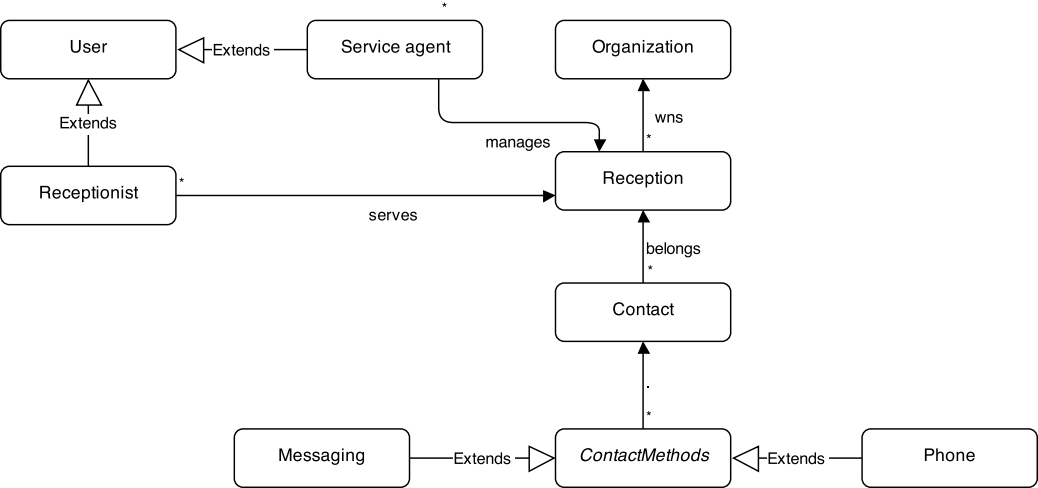 *
User
Extends
Service agent
Organization
wns
*
Extends
manages
Receptionist
*
serves
Reception
belongs
*
Contact
.
*
Messaging
Extends
ContactMethods
Extends
Phone